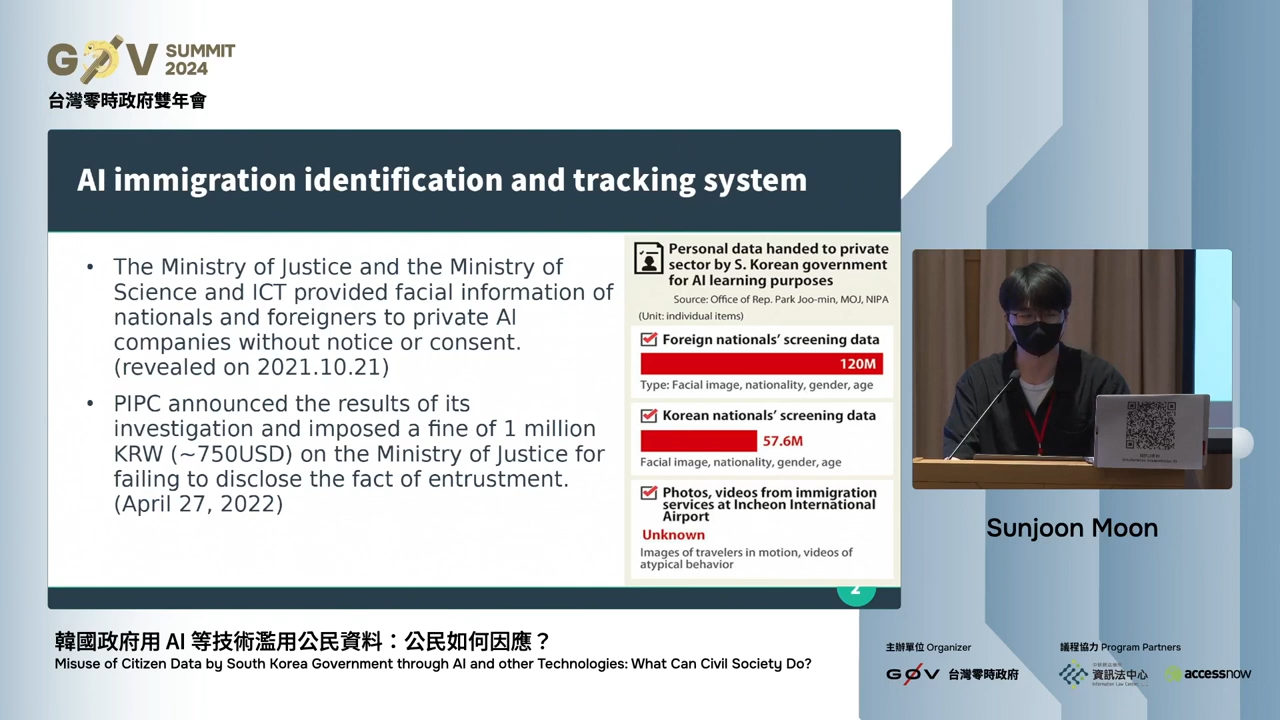 GØV SUMMIT 2024
台灣零時政府雙年會
AI immigration identification and tracking system
• The Ministry of Justice and the Ministry of
Science and ICT provided facial information of
nationals and foreigners to private AI
companies without notice or consent.
(revealed on 2021.10.21)
• PIPC announced the results of its
investigation and imposed a fine of 1 million
KRW (~750USD) on the Ministry of Justice for
failing to disclose the fact of entrustment.
(April 27, 2022)
Personal data handed to private
sector by S. Korean government
for AI learning purposes
Source: Office of Rep. Park Joo-min, MOJ, NIPA
(Unit: individual items)
Foreign nationals’ screening data
120M
Type: Facial image, nationality, gender, age
Korean nationals’ screening data
57.6M
Facial image, nationality, gender, age
Photos, videos from immigration
services at Incheon International
Airport
Unknown
Images of travelers in motion, videos of
atypical behavior
2
Sunjoon Moon
韓國政府用 AI 等技術濫用公民資料：公民如何因應？
Misuse of Citizen Data by South Korea Government through AI and other Technologies: What Can Civil Society Do?
主辦單位 Organizer
GØV 台灣零時政府
議程協力 Program Partners
資訊法中心
accessnow